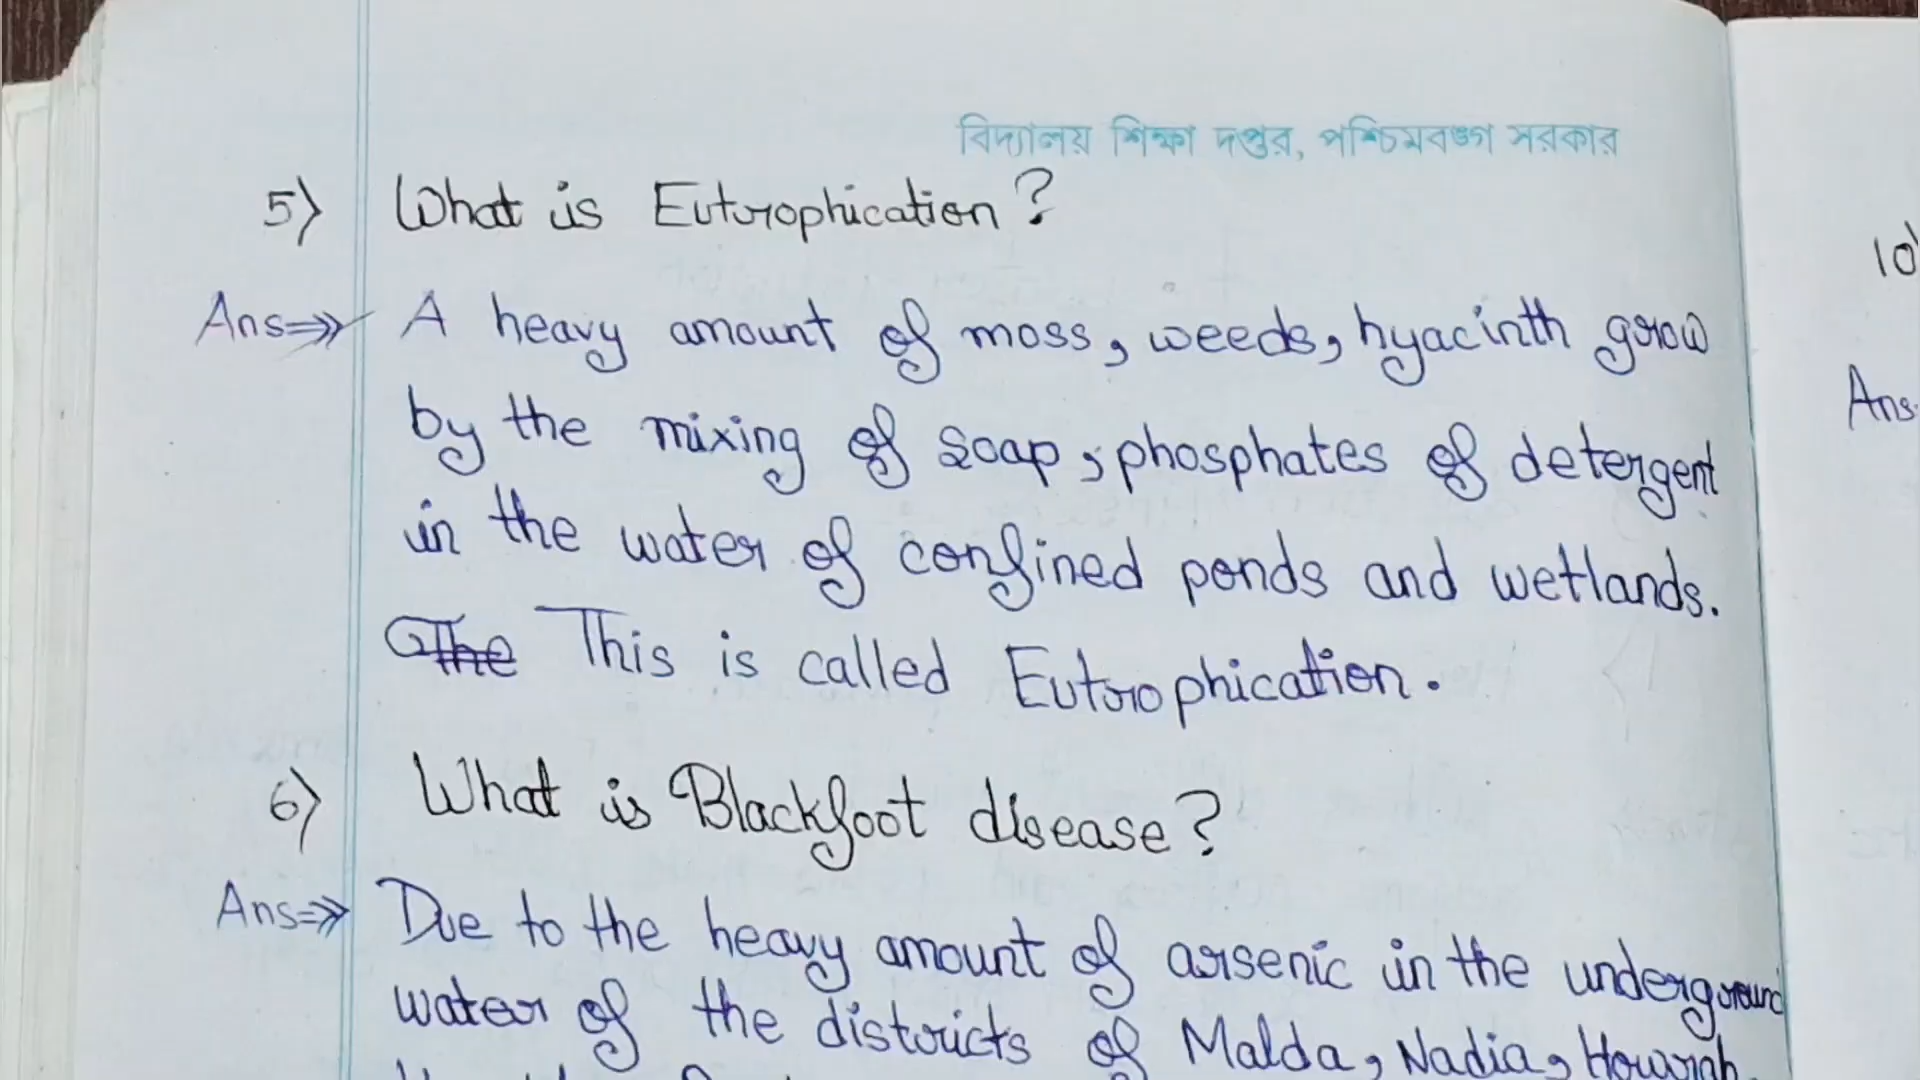 বিদ্যালয় শিক্ষা দপ্তর, পশ্চিমবঙ্গ সরকার
5) What is Eutrophication?
Ans=>> A heavy amount of moss, weeds, hyacinth grow
by the mixing of soap, phosphates of detergent
in the water of confined ponds and wetlands.
The This is called Eutrophication.
6) What is Blackfoot disease?
Ans=>> Due to the heavy amount of arsenic in the underground
water of the districts of Malda, Nadia, Howrah,
10)
Ans